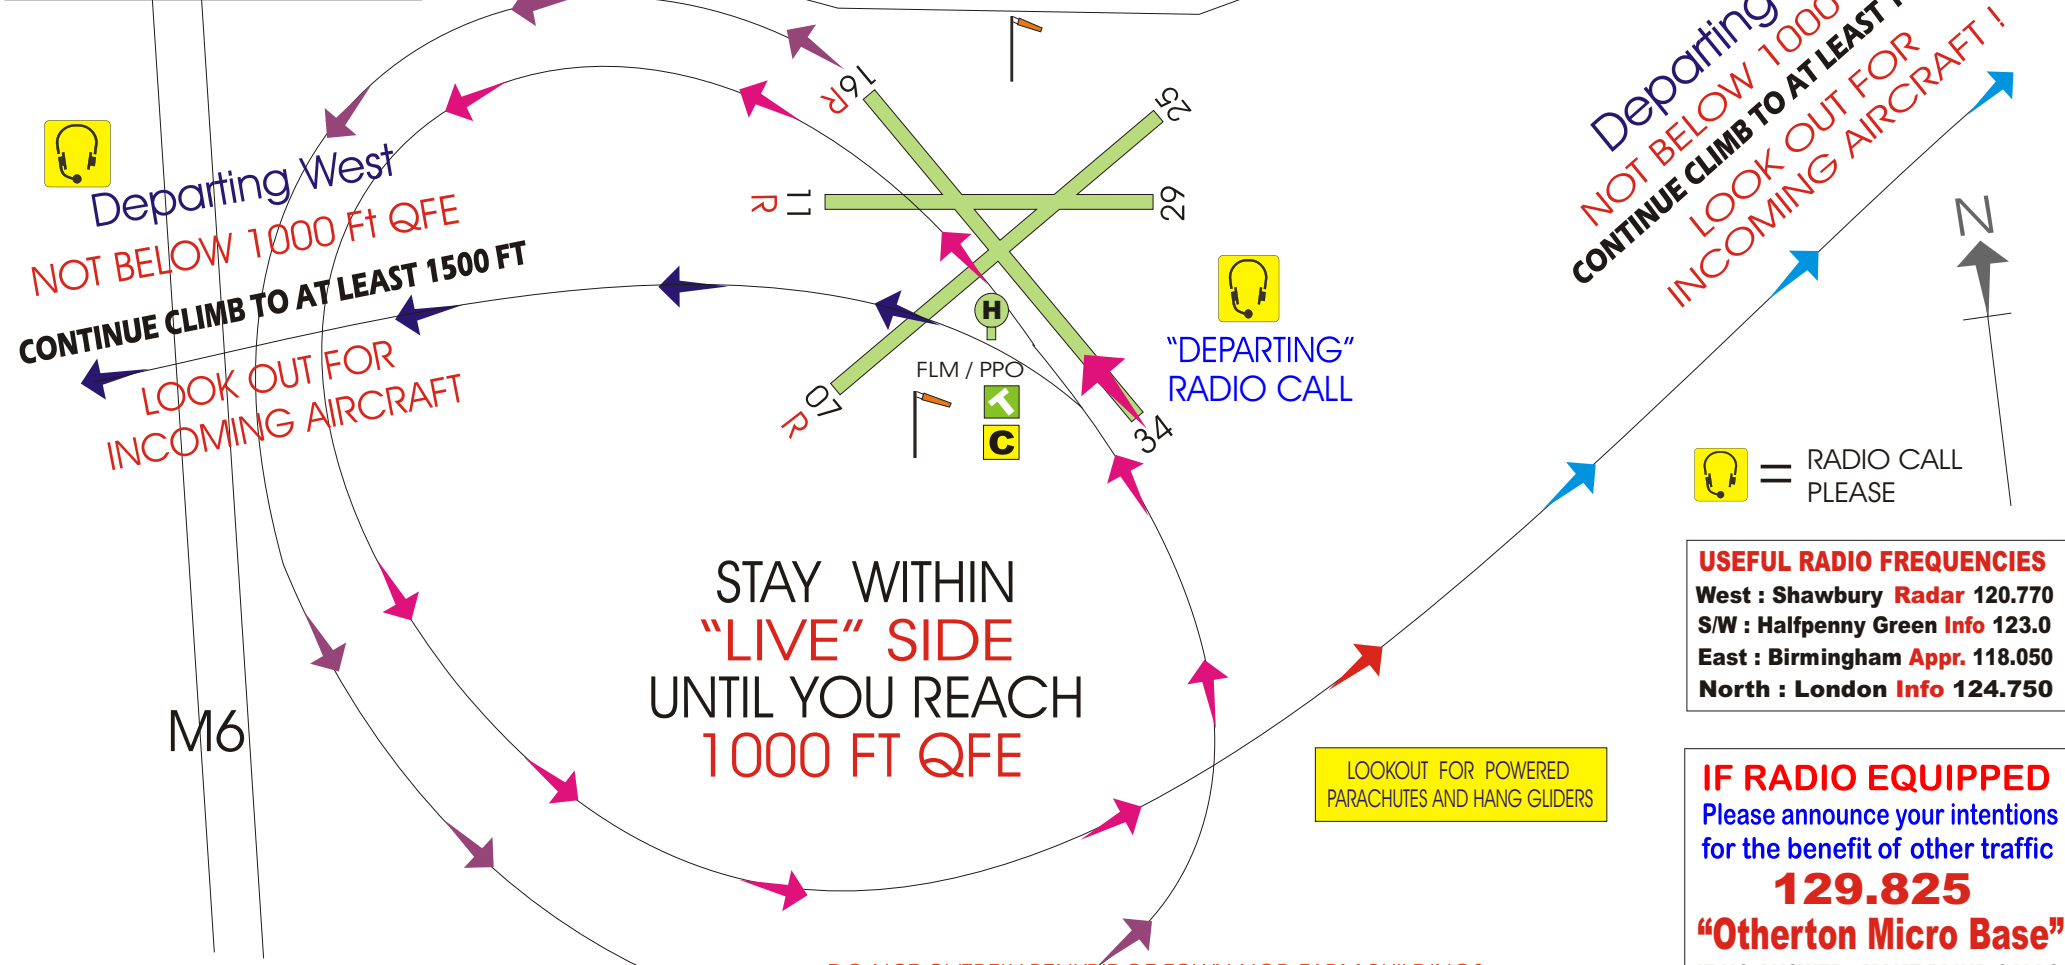 Departing West
NOT BELOW 1000 Ft QFE
CONTINUE CLIMB TO AT LEAST 1500 FT
LOOK OUT FOR
INCOMING AIRCRAFT
M6
16
R
25
11
R
29
07
R
34
H
FLM / PPO
T
C
"DEPARTING"
RADIO CALL
STAY WITHIN
"LIVE" SIDE
UNTIL YOU REACH
1000 FT QFE
LOOKOUT FOR POWERED
PARACHUTES AND HANG GLIDERS
Departing
NOT BELOW 1000
CONTINUE CLIMB TO AT LEAST
LOOK OUT FOR
INCOMING AIRCRAFT !
N
= RADIO CALL
PLEASE
USEFUL RADIO FREQUENCIES
West : Shawbury Radar 120.770
S/W : Halfpenny Green Info 123.0
East : Birmingham Appr. 118.050
North : London Info 124.750
IF RADIO EQUIPPED
Please announce your intentions
for the benefit of other traffic
129.825
"Otherton Micro Base"